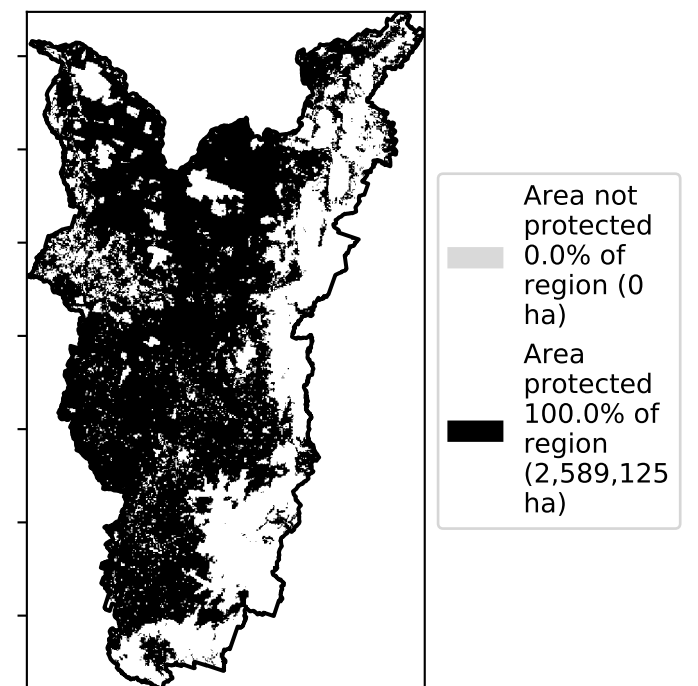 Area not
protected
0.0% of
region (0
ha)
Area
protected
100.0% of
region
(2,589,125
ha)